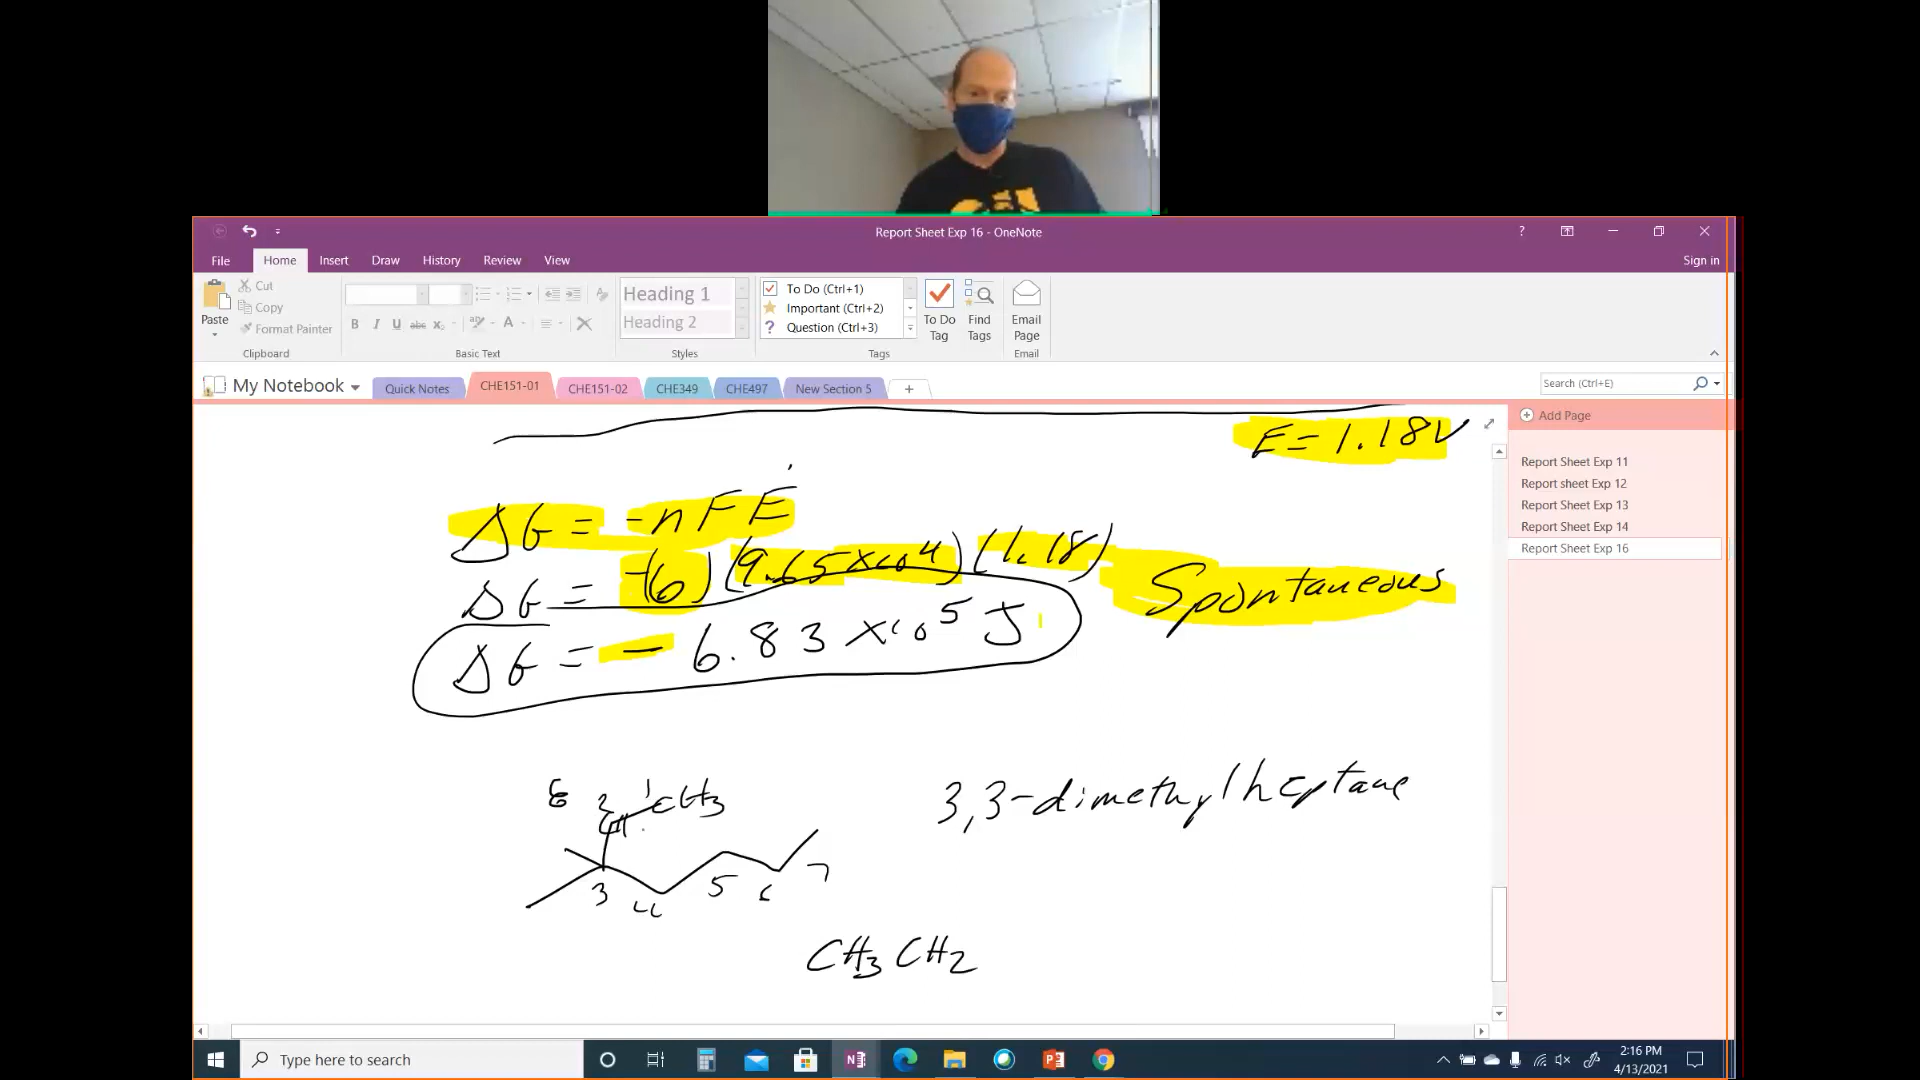 Report Sheet Exp 16 - OneNote
?
File Home Insert Draw History Review View Sign in
Paste
Cut
Copy
Format Painter
Clipboard
B I U abc X₂ A
Basic Text
Heading 1
Heading 2
Styles
To Do (Ctrl+1)
Important (Ctrl+2)
? Question (Ctrl+3)
Tags
To Do Tag
Find Tags
Email Page
Email
My Notebook Quick Notes CHE151-01 CHE151-02 CHE349 CHE497 New Section 5 + Search (Ctrl+E)
Add Page
Report Sheet Exp 11
Report sheet Exp 12
Report Sheet Exp 13
Report Sheet Exp 14
Report Sheet Exp 16
E = 1.18V
ΔG = -nFE
ΔG = -(6)(9.65x10⁴)(1.18)
Spontaneous
ΔG = - 6.83 x10⁵ J
2 1 CH3
3 4 5 6 7
3,3-dimethylheptane
CH3CH2
Type here to search
2:16 PM
4/13/2021